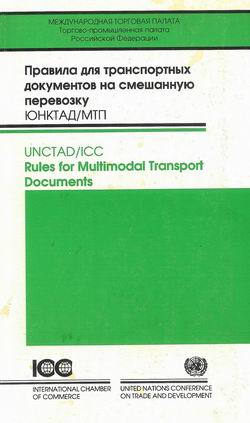 МЕЖДУНАРОДНАЯ ТОРГОВАЯ ПАЛАТА
Торгово-промышленная палата
Российской Федерации
Правила для транспортных
документов на смешанную
перевозку
ЮНКТАД/МТП
UNCTAD/ICC
Rules for Multimodal Transport
Documents
ICC
INTERNATIONAL CHAMBER
OF COMMERCE
UNITED NATIONS CONFERENCE
ON TRADE AND DEVELOPMENT